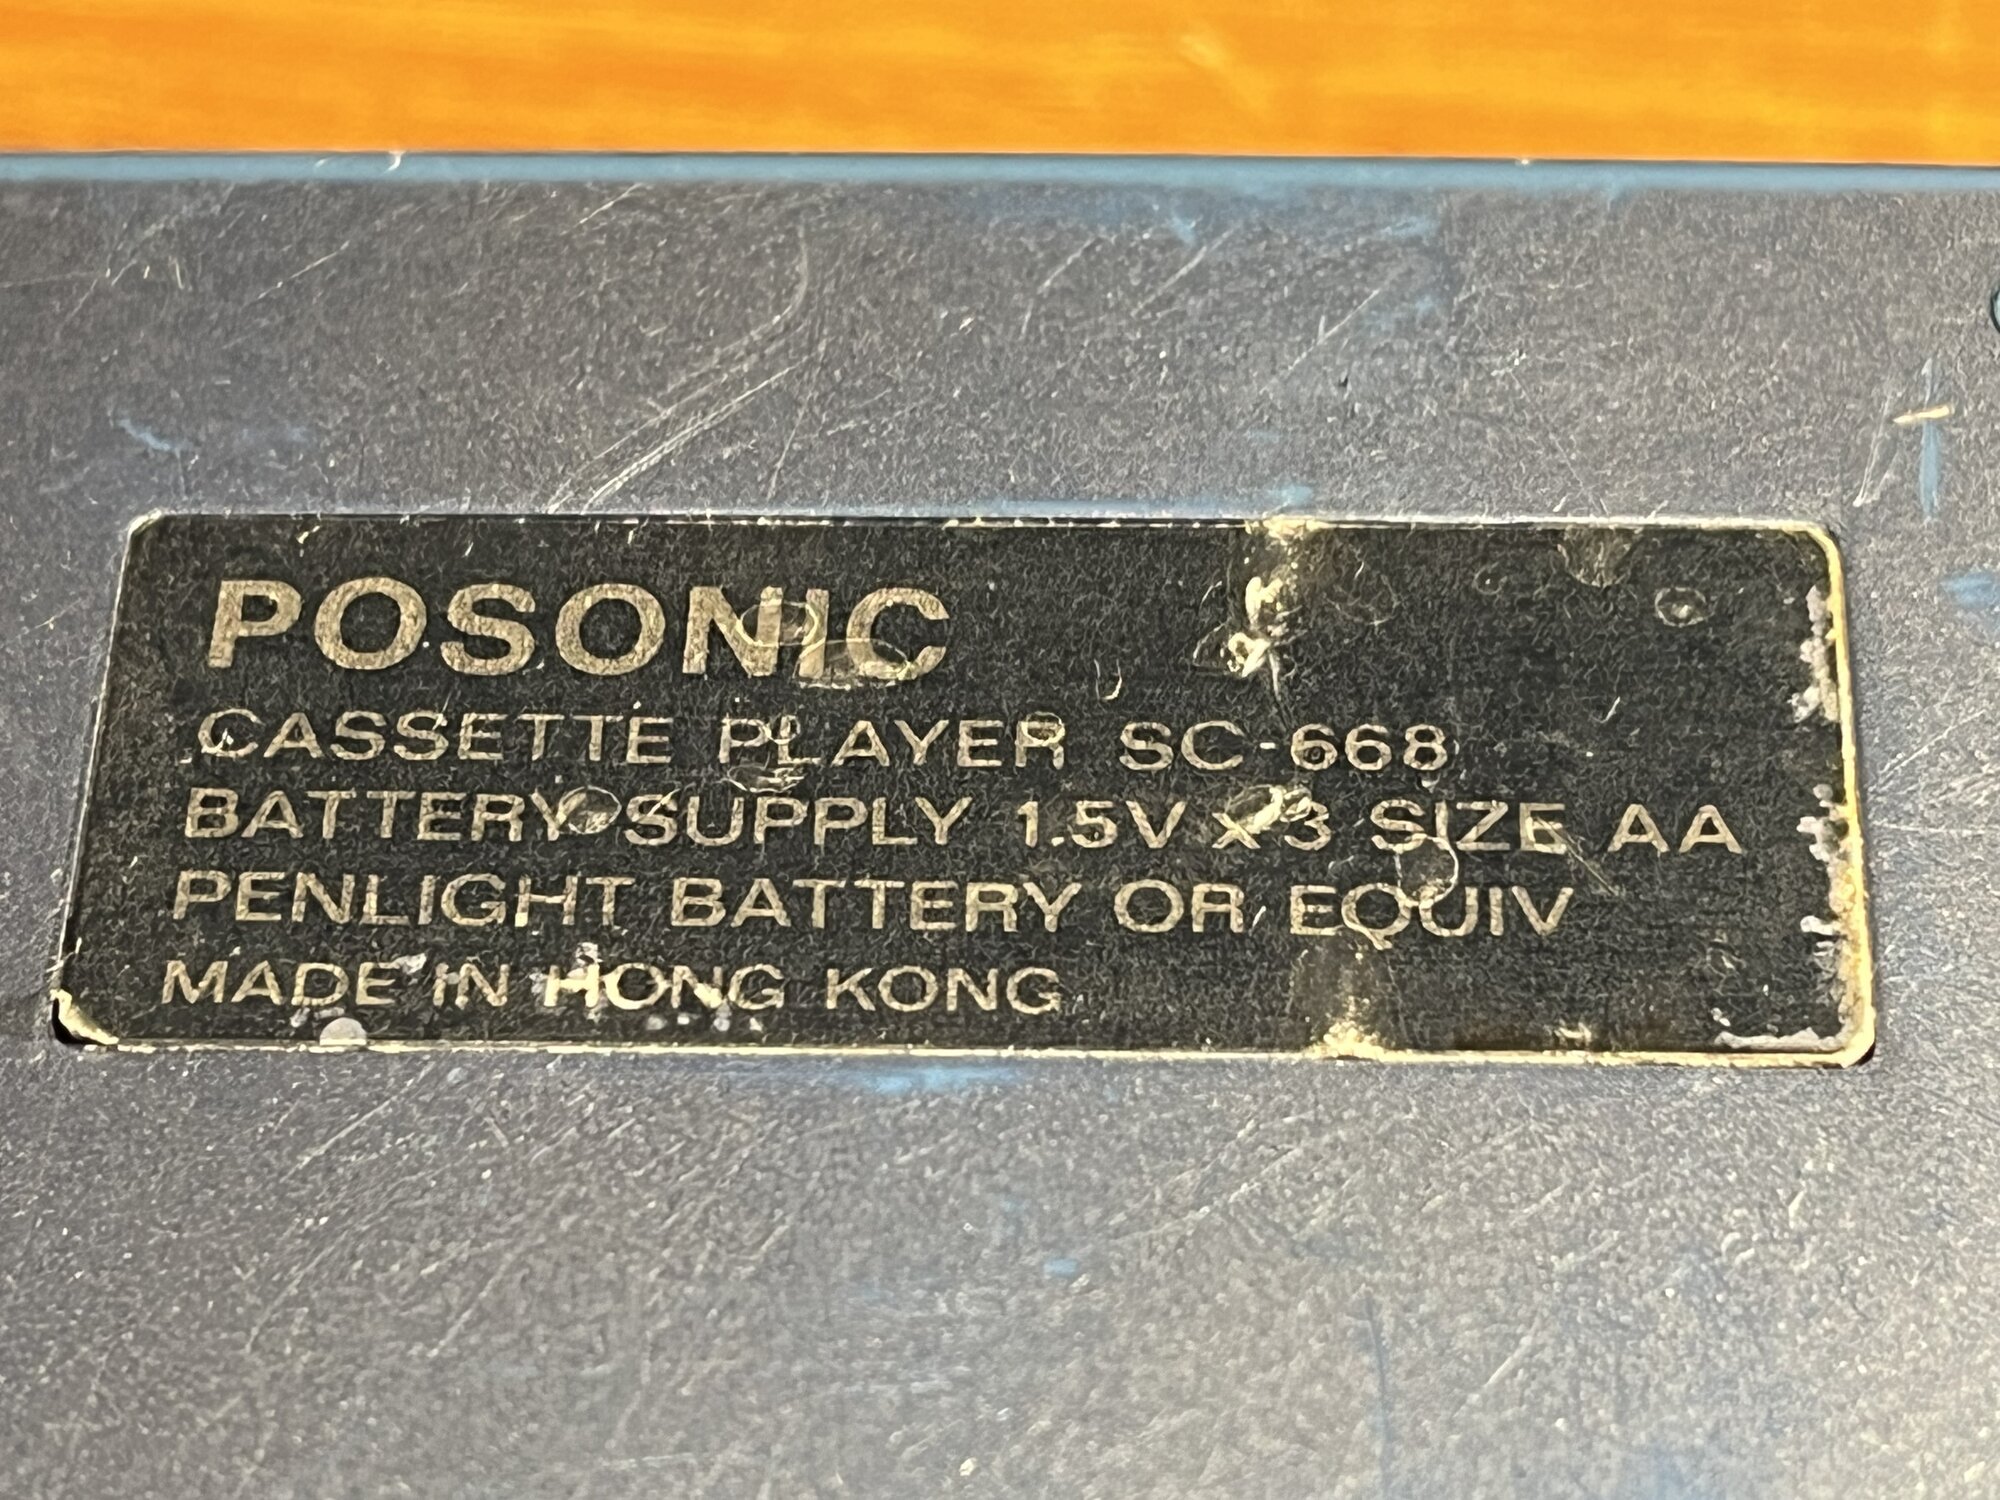 POSONIC
CASSETTE PLAYER SC-668
BATTERY SUPPLY 1.5V x 3 SIZE AA
PENLIGHT BATTERY OR EQUIV
MADE IN HONG KONG